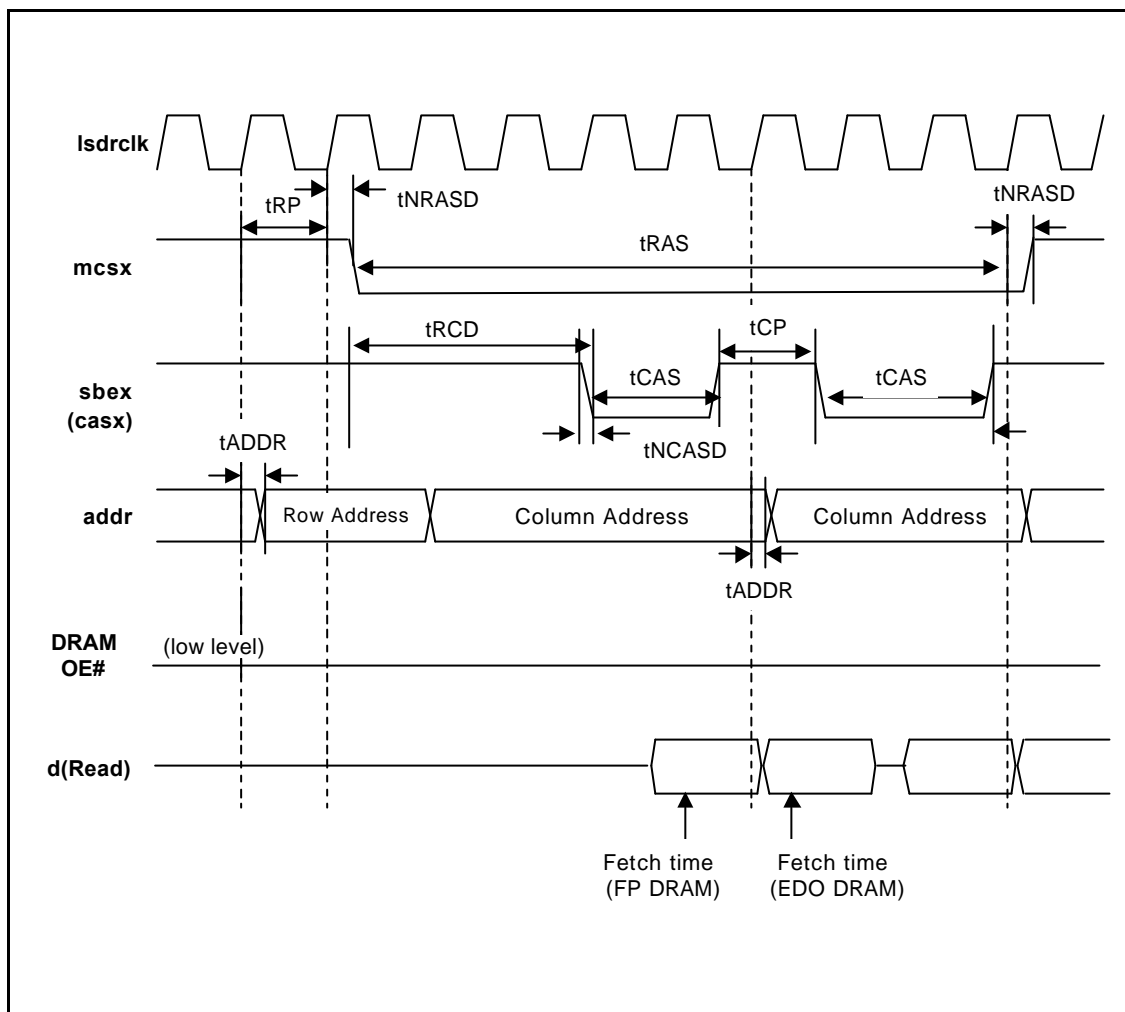 lsdrclk
tNRASD
tNRASD
tRP
tRAS
mcsx
tRCD
tCP
sbex
(casx)
tCAS
tCAS
tADDR
tNCASD
addr
Row Address
Column Address
Column Address
tADDR
DRAM
OE#
(low level)
d(Read)
Fetch time
(FP DRAM)
Fetch time
(EDO DRAM)